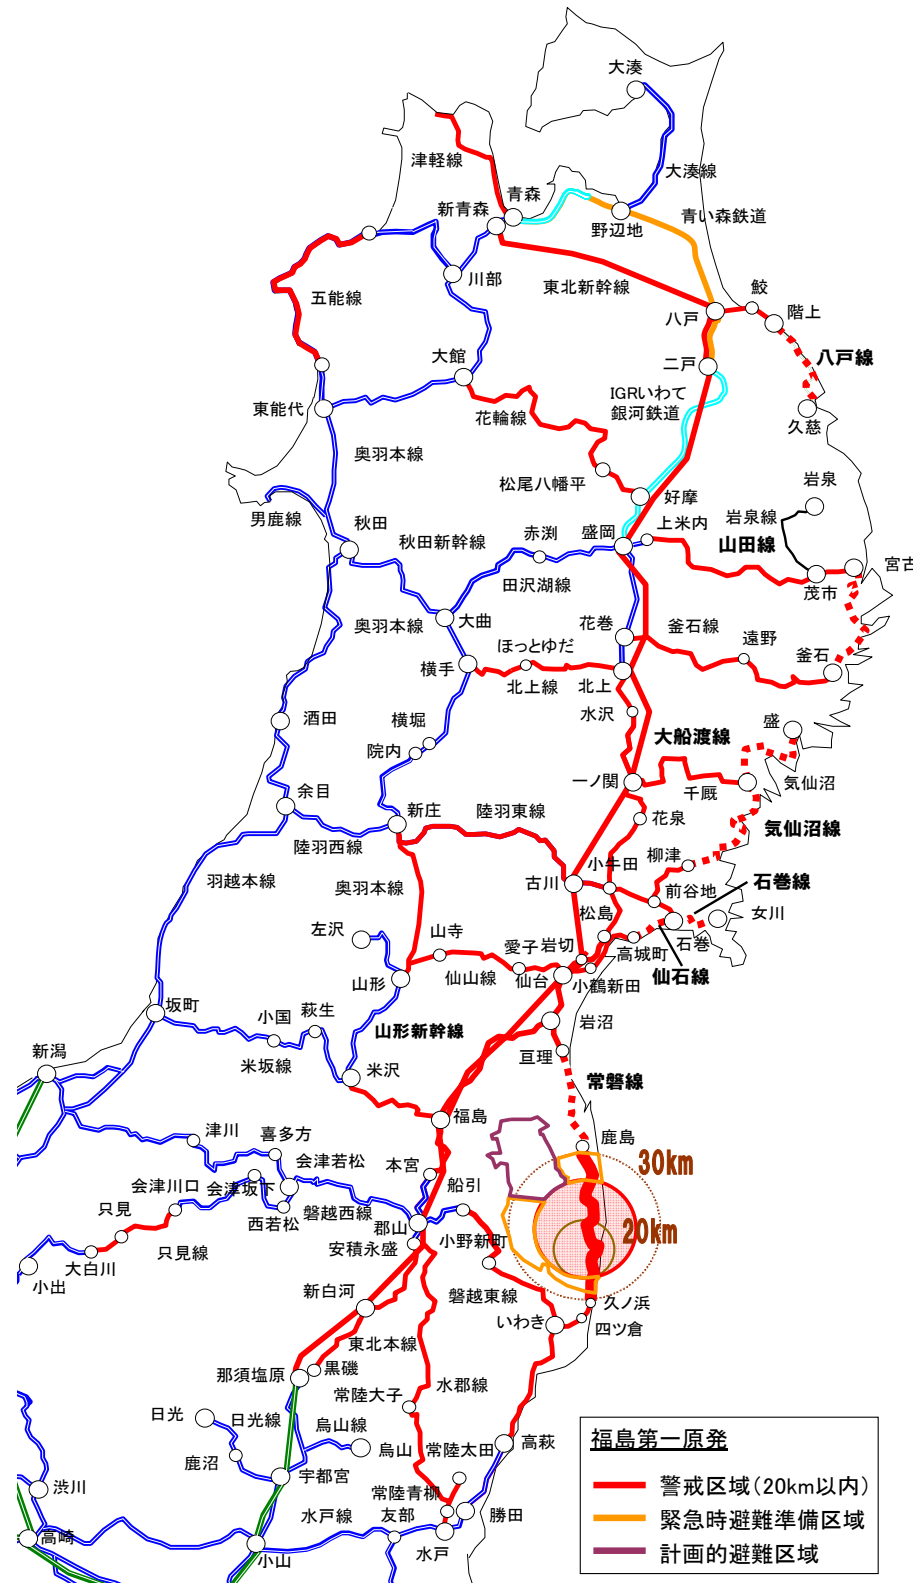 大湊
津軽線
大湊線
青森
新青森
野辺地
青い森鉄道
川部
東北新幹線
鮫
五能線
八戸
階上
大館
二戸
八戸線
東能代
花輪線
IGRいわて
銀河鉄道
久慈
奥羽本線
松尾八幡平
好摩
岩泉
男鹿線
秋田
秋田新幹線
赤渕
盛岡
上米内
岩泉線
山田線
宮古
田沢湖線
茂市
奥羽本線
大曲
花巻
釜石線
遠野
横手
ほっとゆだ
釜石
北上線
北上
酒田
横堀
水沢
盛
院内
大船渡線
一ノ関
千厩
気仙沼
余目
新庄
陸羽東線
花泉
気仙沼線
陸羽西線
小牛田
柳津
羽越本線
奥羽本線
古川
前谷地
石巻線
左沢
山寺
松島
女川
愛子
岩切
高城町
石巻
仙山線
仙台
小鶴新田
仙石線
山形
坂町
小国
萩生
山形新幹線
岩沼
新潟
米坂線
米沢
亘理
常磐線
福島
津川
喜多方
鹿島
会津若松
本宮
船引
30km
会津川口
会津坂下
只見
西若松
磐越西線
郡山
小野新町
20km
大白川
只見線
安積永盛
小出
新白河
磐越東線
久ノ浜
いわき
四ツ倉
東北本線
那須塩原
黒磯
水郡線
常陸大子
日光
日光線
烏山線
鹿沼
烏山
常陸太田
高萩
福島第一原発
渋川
宇都宮
常陸青柳
警戒区域(20km以内)
高崎
水戸線
友部
勝田
緊急時避難準備区域
小山
水戸
計画的避難区域